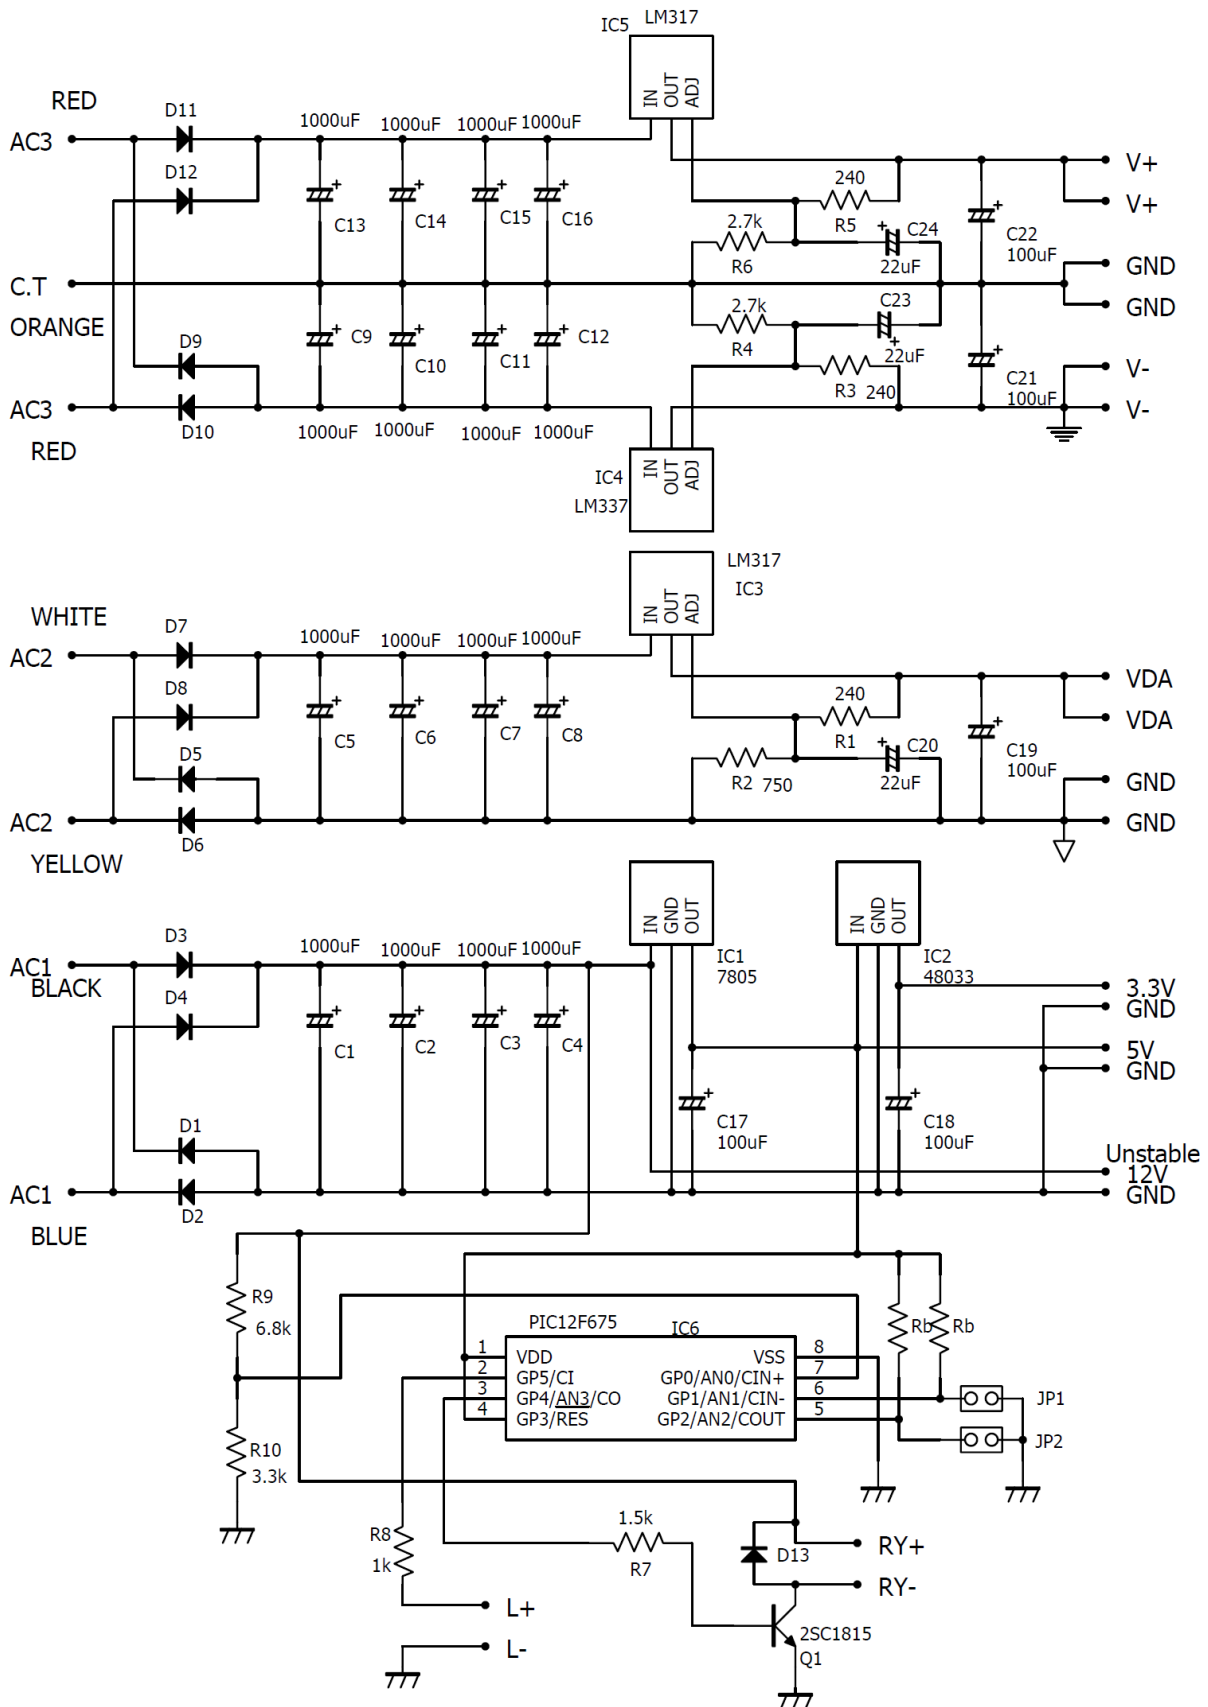 LM317
IC5
IN
OUT
ADJ
RED
D11
1000uF
1000uF
1000uF
1000uF
AC3
D12
V+
240
V+
C13
C14
C15
C16
2.7k
R5
C24
C22
100uF
R6
22uF
GND
C.T
ORANGE
C23
GND
2.7k
D9
C9
C10
C11
C12
R4
22uF
C21
100uF
V-
R3
240
AC3
V-
D10
1000uF
1000uF
1000uF
1000uF
RED
IC4
LM337
IN
OUT
ADJ
LM317
IC3
IN
OUT
ADJ
WHITE
D7
1000uF
1000uF
1000uF
1000uF
AC2
D8
VDA
240
VDA
C5
C6
C7
C8
R1
C20
C19
100uF
D5
R2
750
22uF
GND
AC2
GND
D6
YELLOW
IN
GND
OUT
IN
GND
OUT
D3
1000uF
1000uF
1000uF
1000uF
IC1
7805
IC2
48033
AC1
BLACK
D4
3.3V
GND
C1
C2
C3
C4
5V
GND
D1
C17
100uF
C18
100uF
Unstable
12V
AC1
GND
D2
BLUE
R9
6.8k
PIC12F675
IC6
Rb
Rb
1
VDD
VSS
8
2
GP5/CI
GP0/AN0/CIN+
7
3
GP4/AN3/CO
GP1/AN1/CIN-
6
JP1
4
GP3/RES
GP2/AN2/COUT
5
JP2
R10
3.3k
R8
1k
1.5k
R7
D13
RY+
RY-
L+
L-
2SC1815
Q1